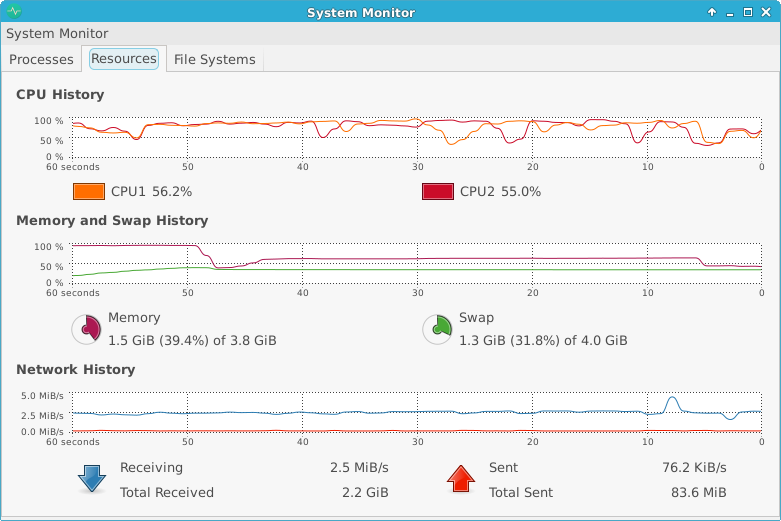 System Monitor
System Monitor
Processes Resources File Systems
CPU History
100 %
50 %
0 %
60 seconds 50 40 30 20 10 0
CPU1 56.2% CPU2 55.0%
Memory and Swap History
100 %
50 %
0 %
60 seconds 50 40 30 20 10 0
Memory Swap
1.5 GiB (39.4%) of 3.8 GiB 1.3 GiB (31.8%) of 4.0 GiB
Network History
5.0 MiB/s
2.5 MiB/s
0.0 MiB/s
60 seconds 50 40 30 20 10 0
Receiving 2.5 MiB/s Sent 76.2 KiB/s
Total Received 2.2 GiB Total Sent 83.6 MiB